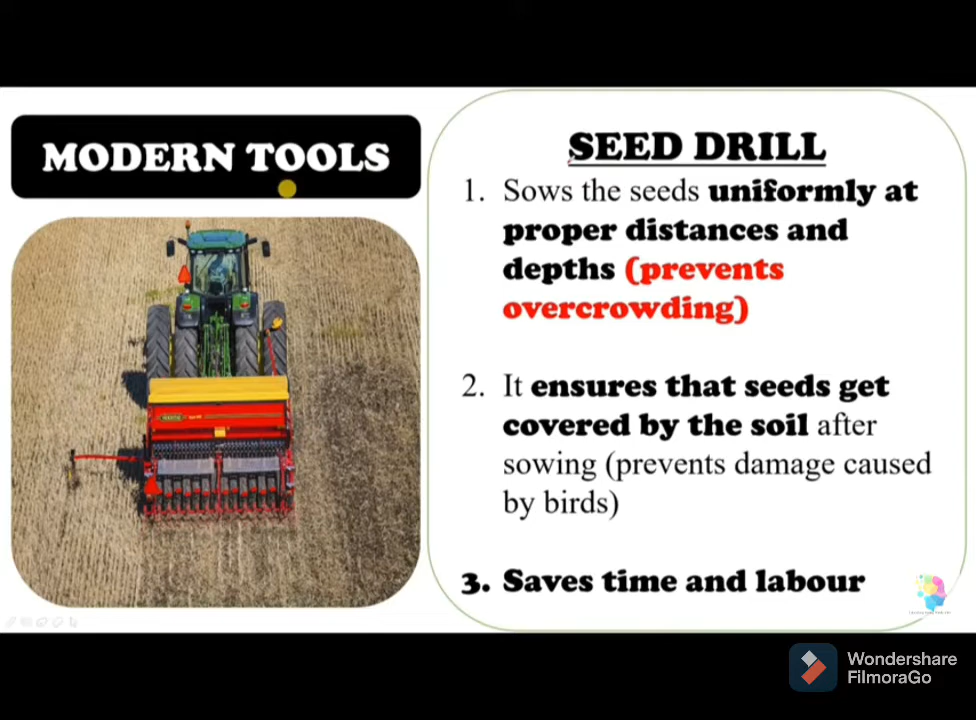 MODERN TOOLS
SEED DRILL
1. Sows the seeds uniformly at
proper distances and
depths (prevents
overcrowding)
2. It ensures that seeds get
covered by the soil after
sowing (prevents damage caused
by birds)
3. Saves time and labour
Wondershare
FilmoraGo